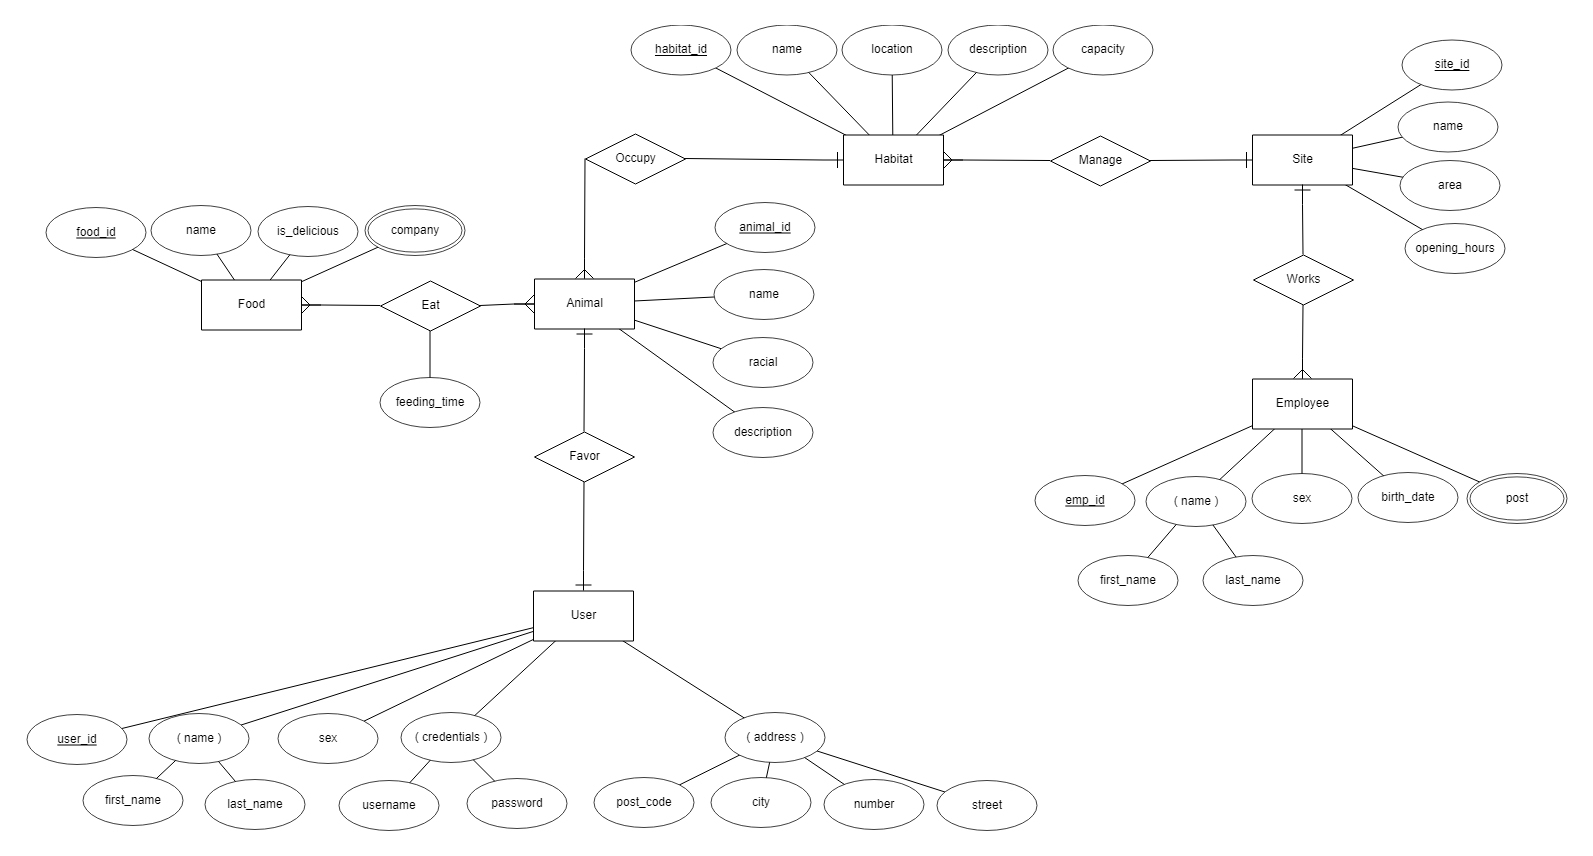 habitat_id
name
location
description
capacity
site_id
name
area
opening_hours
Occupy
Habitat
Manage
Site
food_id
name
is_delicious
company
animal_id
name
racial
description
Food
Eat
Animal
Works
feeding_time
Employee
Favor
emp_id
( name )
sex
birth_date
post
first_name
last_name
User
user_id
( name )
sex
( credentials )
( address )
first_name
last_name
username
password
post_code
city
number
street